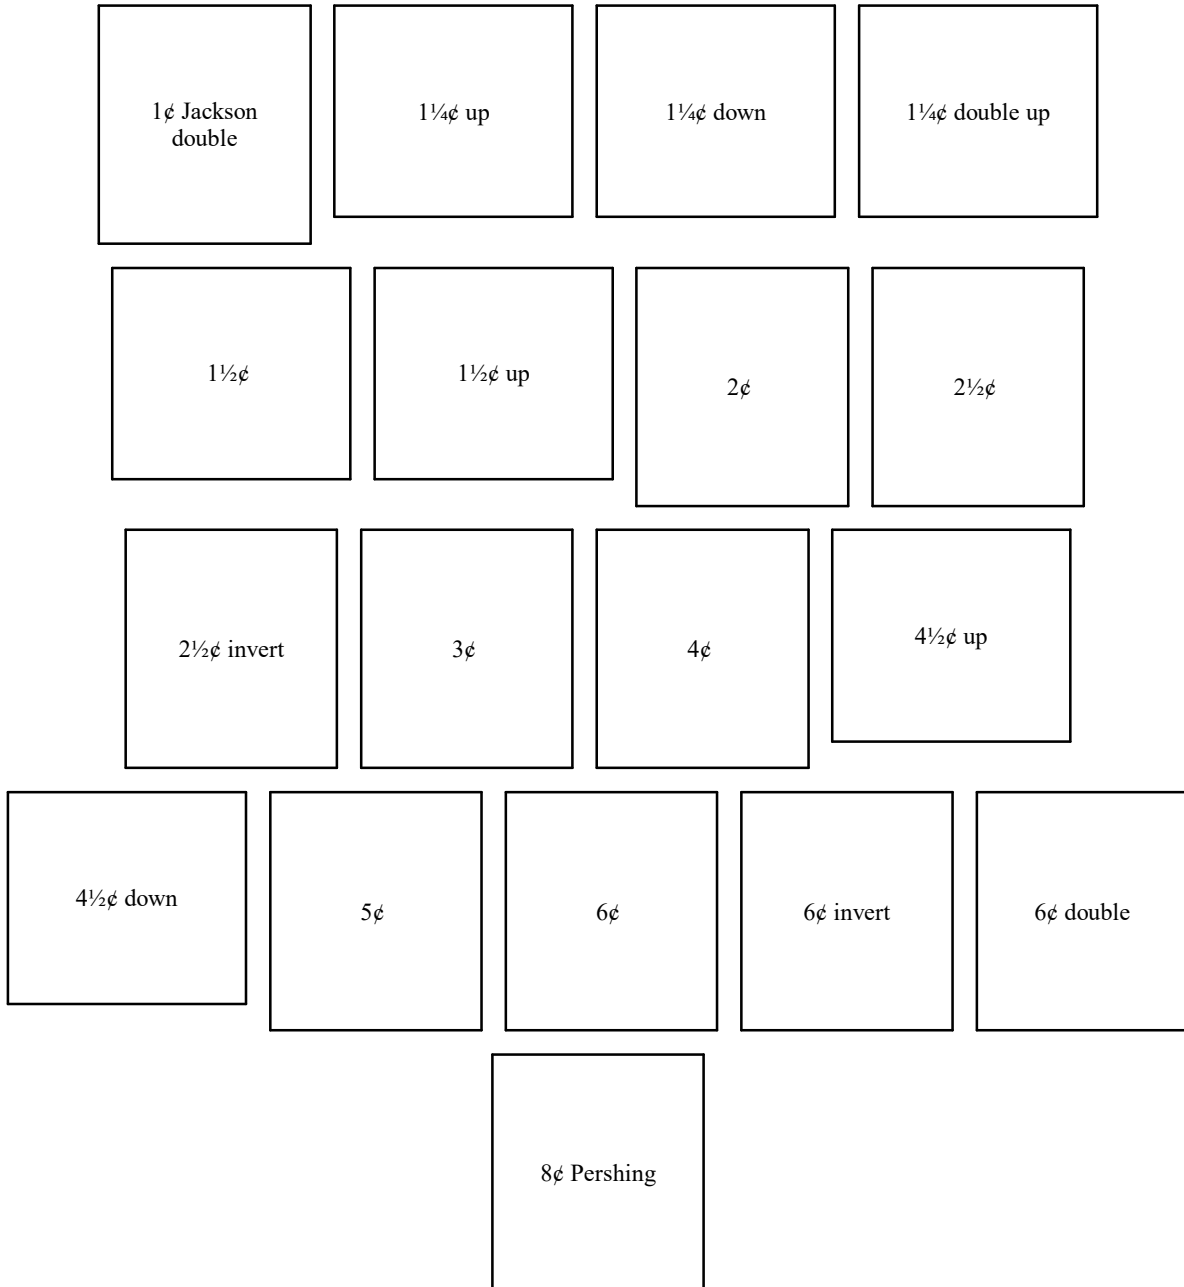 1¢ Jackson
double
1¼¢ up
1¼¢ down
1¼¢ double up
1½¢
1½¢ up
2¢
2½¢
2½¢ invert
3¢
4¢
4½¢ up
4½¢ down
5¢
6¢
6¢ invert
6¢ double
8¢ Pershing